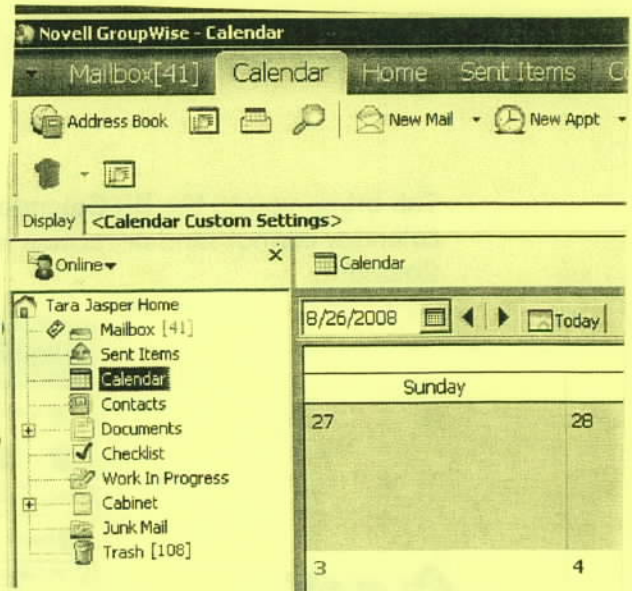 Novell GroupWise - Calendar
Mailbox[41] Calendar Home Sent Items
Address Book New Mail New Appt
Display <Calendar Custom Settings>
Online
Calendar
Tara Jasper Home
Mailbox [41]
Sent Items
Calendar
Contacts
Documents
Checklist
Work In Progress
Cabinet
Junk Mail
Trash [108]
8/26/2008 Today
Sunday
27 28
3 4